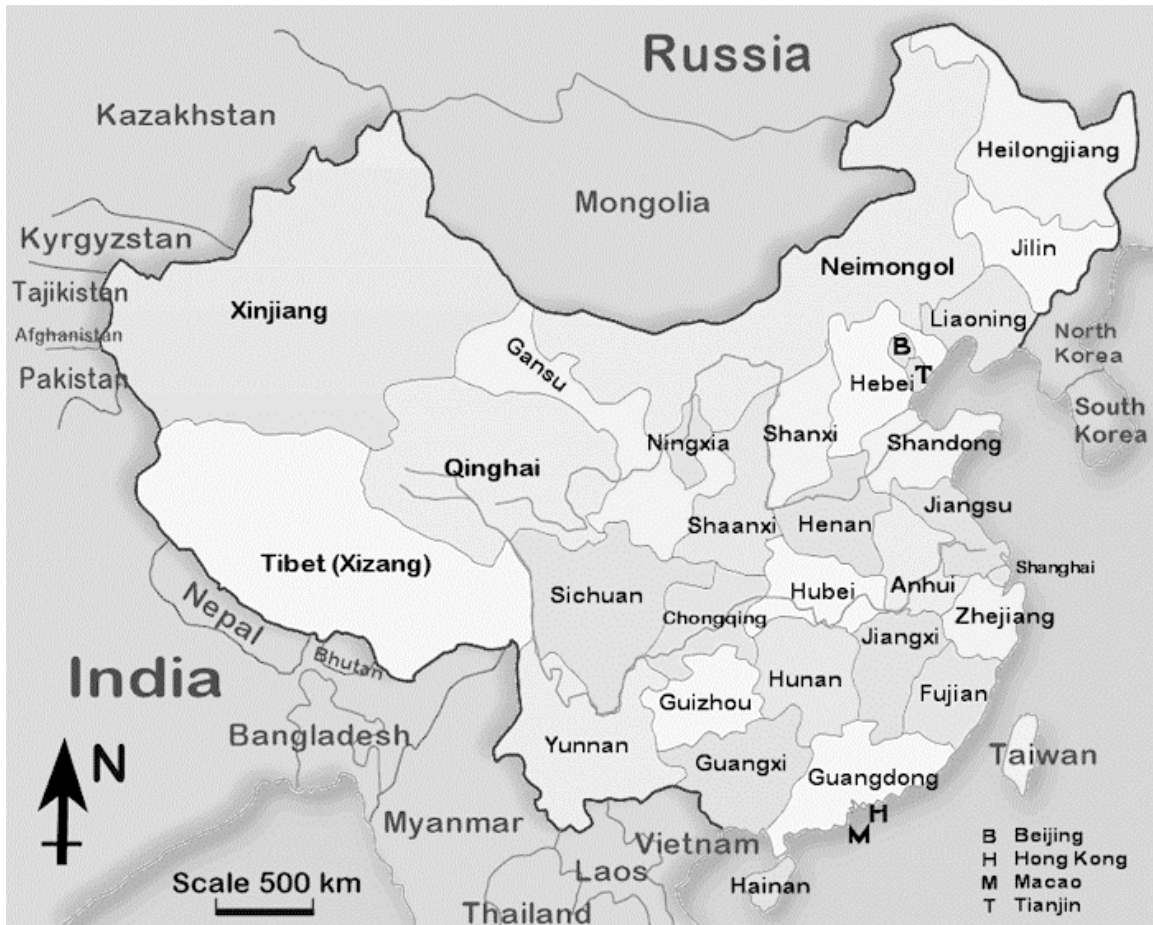 Russia
Kazakhstan
Heilongjiang
Mongolia
Kyrgyzstan
Jilin
Neimongol
Tajikistan
Xinjiang
Liaoning
Afghanistan
North
Korea
B
Gansu
Pakistan
Hebei
T
South
Korea
Ningxia
Shanxi
Shandong
Qinghai
Jiangsu
Shaanxi
Henan
Tibet (Xizang)
Shanghai
Sichuan
Hubei
Anhui
Nepal
Chongqing
Zhejiang
Jiangxi
Bhutan
India
Hunan
Fujian
Guizhou
Bangladesh
Yunnan
Guangxi
Taiwan
N
Guangdong
Myanmar
H
M
Vietnam
Laos
Hainan
Thailand
Scale 500 km
B Beijing
H Hong Kong
M Macao
T Tianjin